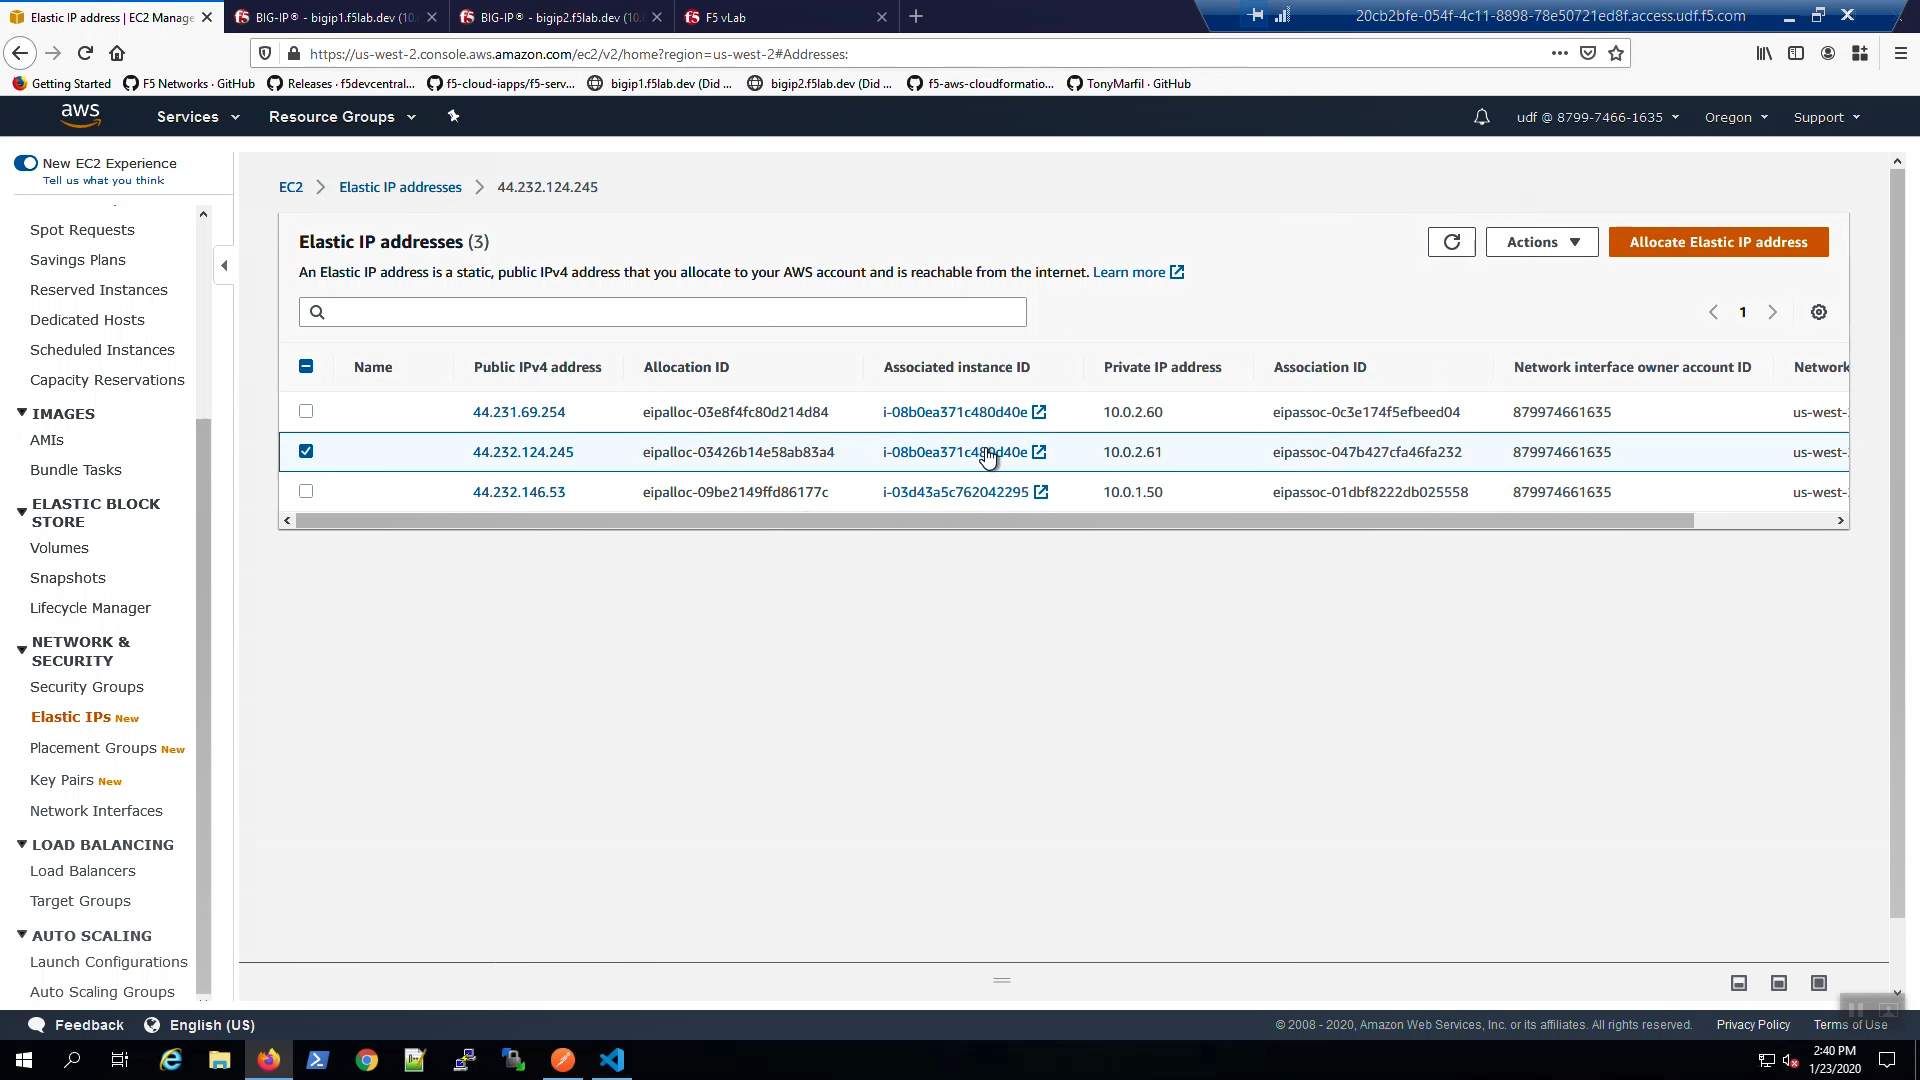 Elastic IP address | EC2 Manage
BIG-IP® - bigip1.f5lab.dev (10.
BIG-IP® - bigip2.f5lab.dev (10.
F5 vLab
20cb2bfe-054f-4c11-8898-78e50721ed8f.access.udf.f5.com
https://us-west-2.console.aws.amazon.com/ec2/v2/home?region=us-west-2#Addresses:
Getting Started
F5 Networks · GitHub
Releases · f5devcentral...
f5-cloud-iapps/f5-serv...
bigip1.f5lab.dev (Did ...
bigip2.f5lab.dev (Did ...
f5-aws-cloudformatio...
TonyMarfil · GitHub
aws
Services
Resource Groups
udf @ 8799-7466-1635
Oregon
Support
New EC2 Experience
Tell us what you think
Spot Requests
Savings Plans
Reserved Instances
Dedicated Hosts
Scheduled Instances
Capacity Reservations
IMAGES
AMIs
Bundle Tasks
ELASTIC BLOCK
STORE
Volumes
Snapshots
Lifecycle Manager
NETWORK &
SECURITY
Security Groups
Elastic IPs New
Placement Groups New
Key Pairs New
Network Interfaces
LOAD BALANCING
Load Balancers
Target Groups
AUTO SCALING
Launch Configurations
Auto Scaling Groups
EC2 > Elastic IP addresses > 44.232.124.245
Elastic IP addresses (3)
Actions
Allocate Elastic IP address
An Elastic IP address is a static, public IPv4 address that you allocate to your AWS account and is reachable from the internet. Learn more
1
Name Public IPv4 address Allocation ID Associated instance ID Private IP address Association ID Network interface owner account ID Network
44.231.69.254 eipalloc-03e8f4fc80d214d84 i-08b0ea371c480d40e 10.0.2.60 eipassoc-0c3e174f5efbeed04 879974661635 us-west-
44.232.124.245 eipalloc-03426b14e58ab83a4 i-08b0ea371c480d40e 10.0.2.61 eipassoc-047b427cfa46fa232 879974661635 us-west-
44.232.146.53 eipalloc-09be2149ffd86177c i-03d43a5c762042295 10.0.1.50 eipassoc-01dbf8222db025558 879974661635 us-west-
Feedback
English (US)
© 2008 - 2020, Amazon Web Services, Inc. or its affiliates. All rights reserved.
Privacy Policy
Terms of Use
2:40 PM
1/23/2020